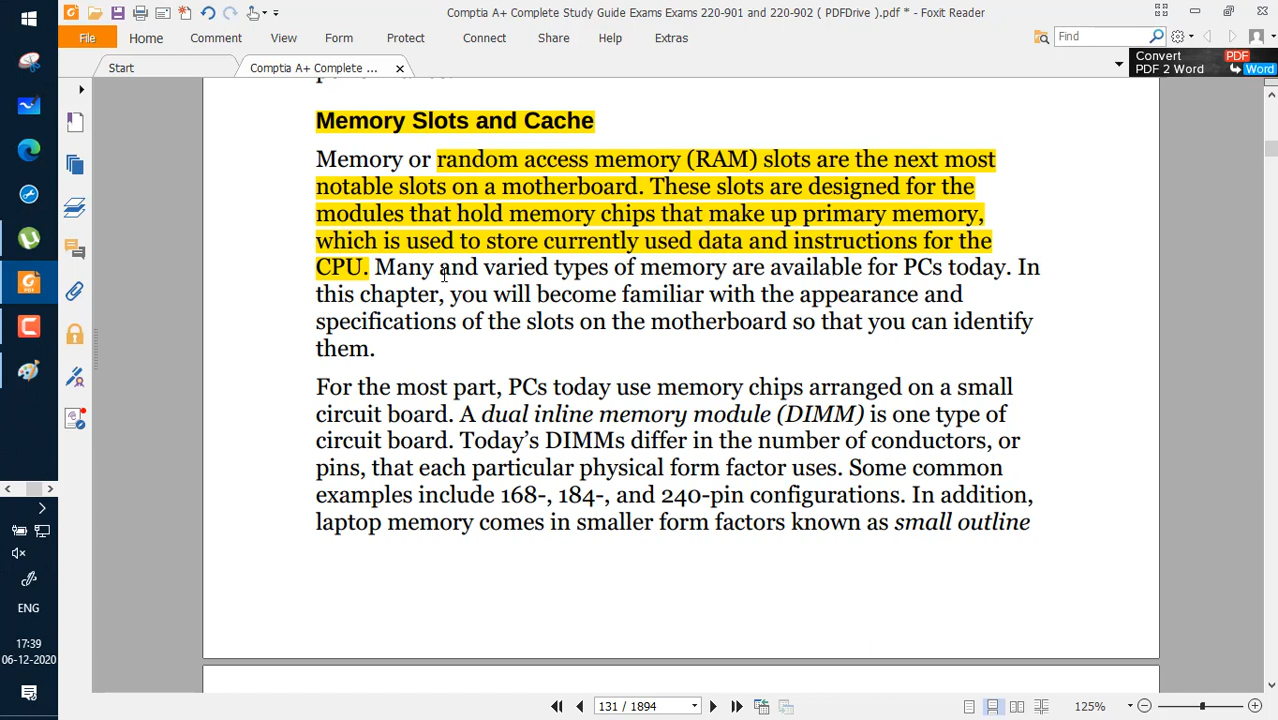 Comptia A+ Complete Study Guide Exams Exams 220-901 and 220-902 ( PDFDrive ).pdf * - Foxit Reader
File Home Comment View Form Protect Connect Share Help Extras
Find
Start
Comptia A+ Complete ...
Convert PDF
PDF 2 Word Word
Memory Slots and Cache
Memory or random access memory (RAM) slots are the next most
notable slots on a motherboard. These slots are designed for the
modules that hold memory chips that make up primary memory,
which is used to store currently used data and instructions for the
CPU. Many and varied types of memory are available for PCs today. In
this chapter, you will become familiar with the appearance and
specifications of the slots on the motherboard so that you can identify
them.
For the most part, PCs today use memory chips arranged on a small
circuit board. A dual inline memory module (DIMM) is one type of
circuit board. Today’s DIMMs differ in the number of conductors, or
pins, that each particular physical form factor uses. Some common
examples include 168-, 184-, and 240-pin configurations. In addition,
laptop memory comes in smaller form factors known as small outline
ENG
17:39
06-12-2020
131 / 1894
125%